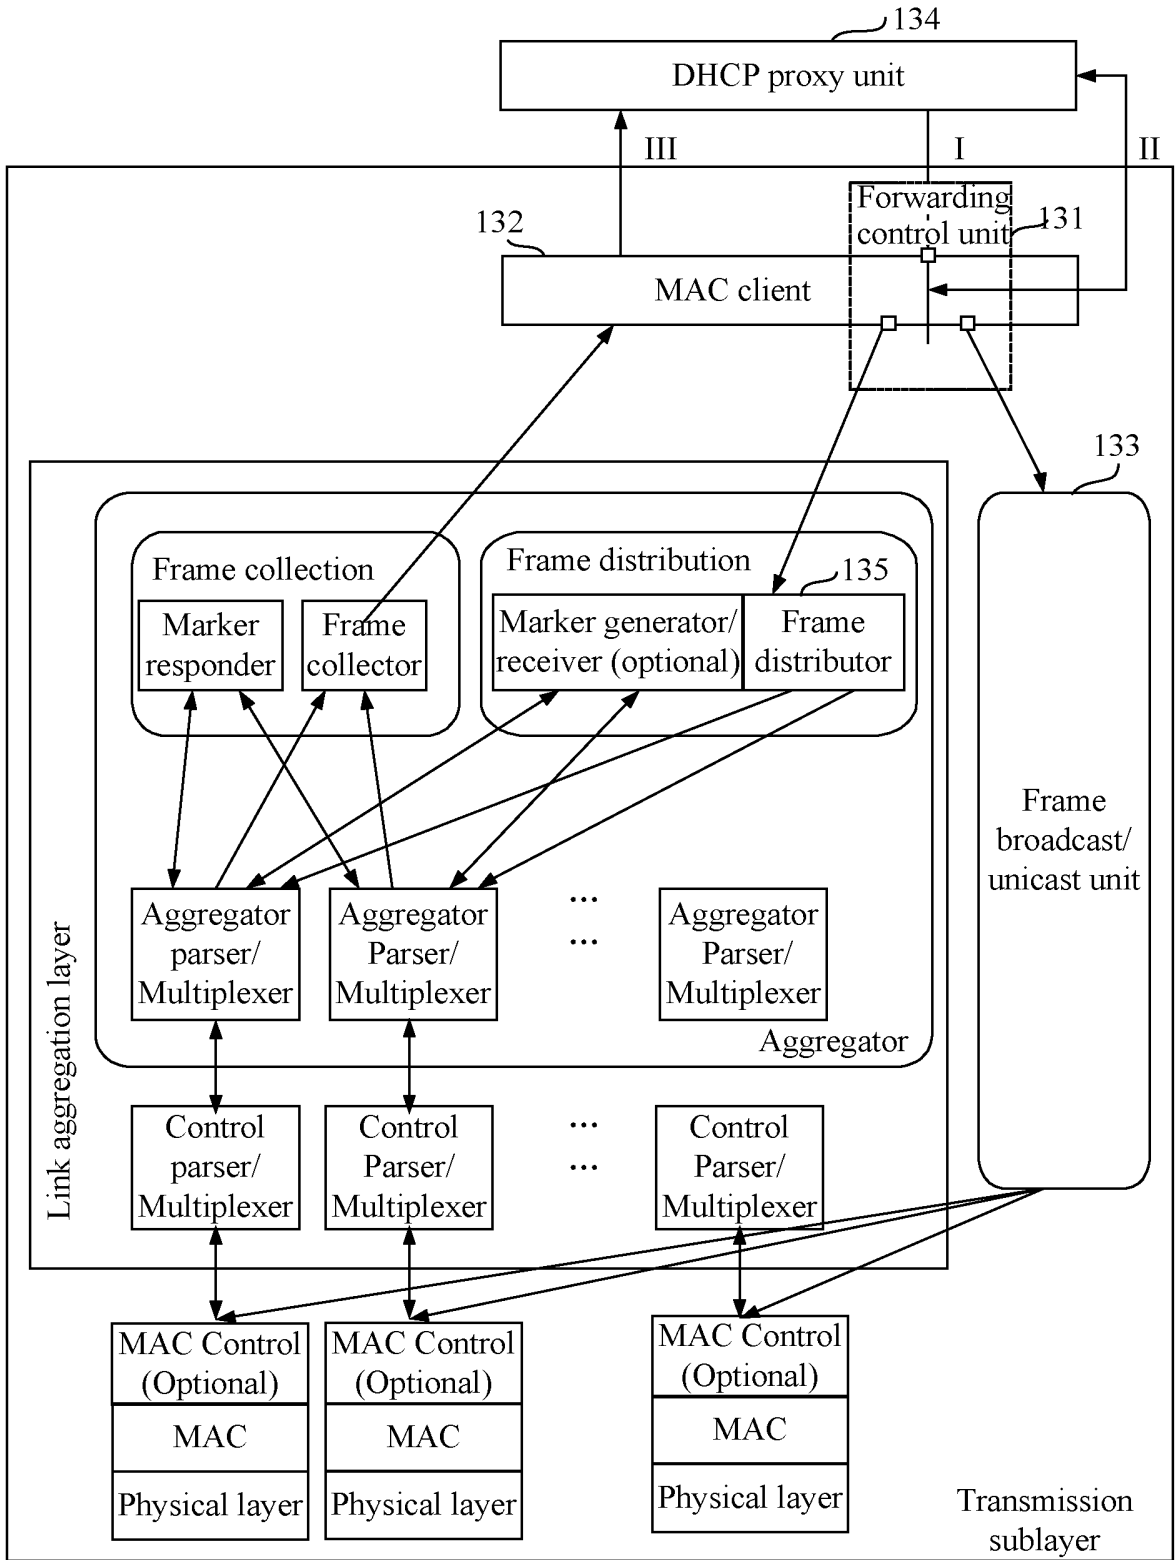 134
DHCP proxy unit
III
I
II
Forwarding
control unit
131
132
MAC client
133
Frame collection
Marker
responder
Frame
collector
Frame distribution
135
Marker generator/
receiver (optional)
Frame
distributor
Frame
broadcast/
unicast unit
Aggregator
parser/
Multiplexer
Aggregator
Parser/
Multiplexer
...
...
Aggregator
Parser/
Multiplexer
Aggregator
Link aggregation layer
Control
parser/
Multiplexer
Control
Parser/
Multiplexer
...
...
Control
Parser/
Multiplexer
MAC Control
(Optional)
MAC
Physical layer
MAC Control
(Optional)
MAC
Physical layer
MAC Control
(Optional)
MAC
Physical layer
Transmission
sublayer